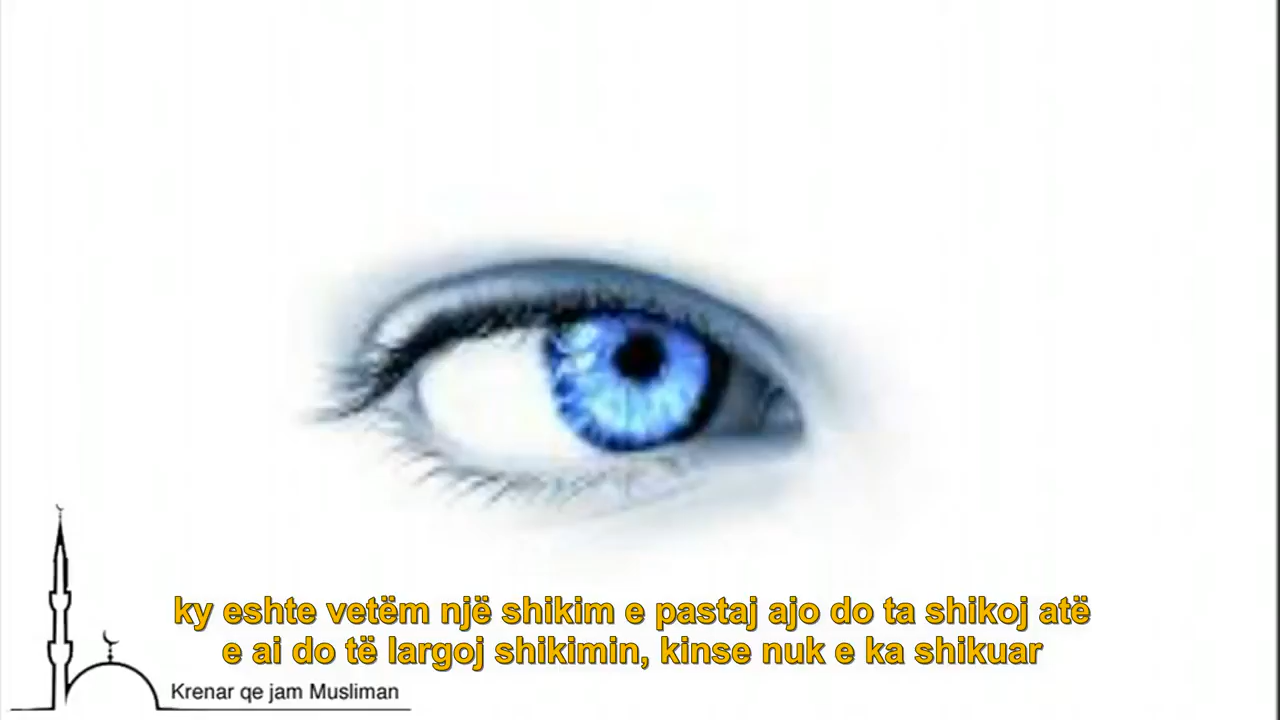 ky eshte vetëm një shikim e pastaj ajo do ta shikoj atë
e ai do të largoj shikimin, kinse nuk e ka shikuar
Krenar qe jam Musliman